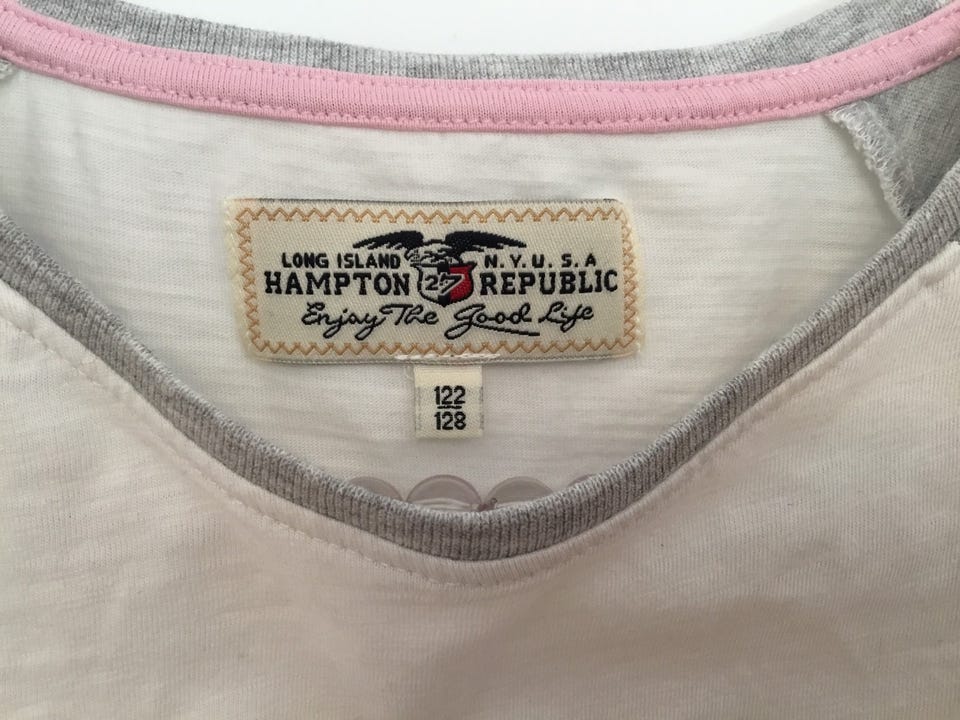 LONG ISLAND N.Y.U.S.A
HAMPTON 27 REPUBLIC
Enjoy The Good Life
122
128